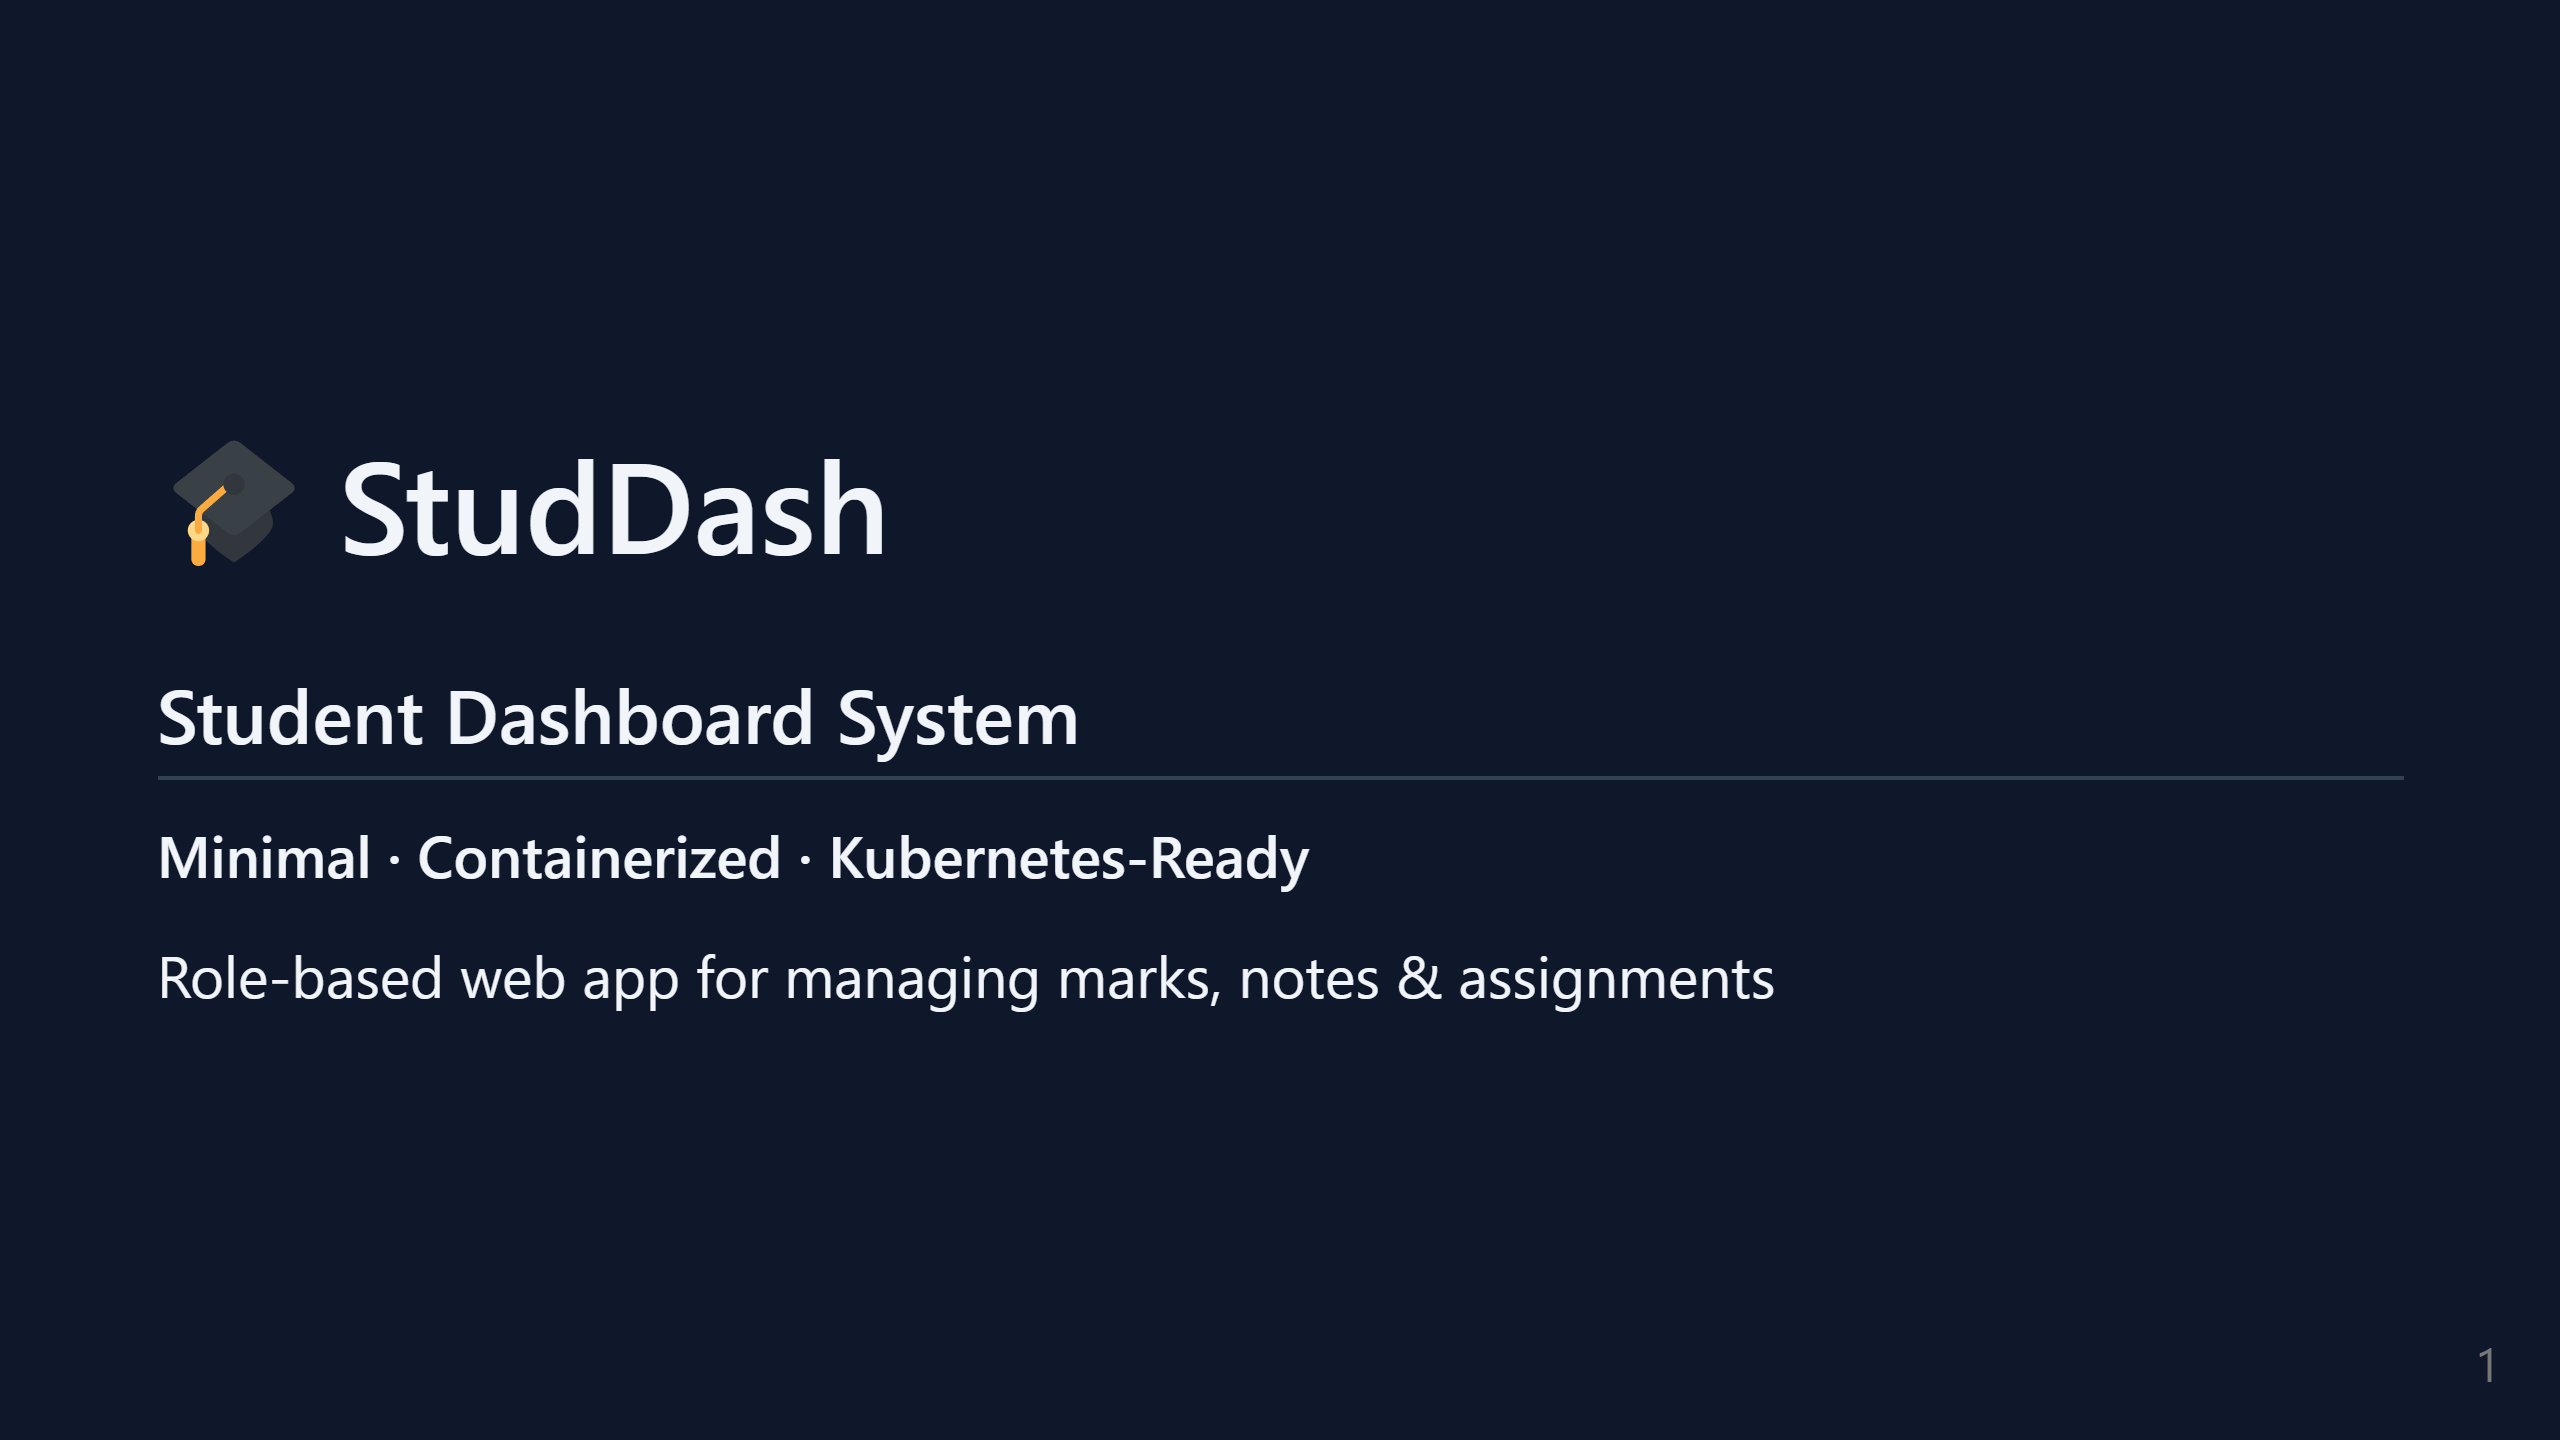 StudDash
Student Dashboard System
Minimal · Containerized · Kubernetes-Ready
Role-based web app for managing marks, notes & assignments
1